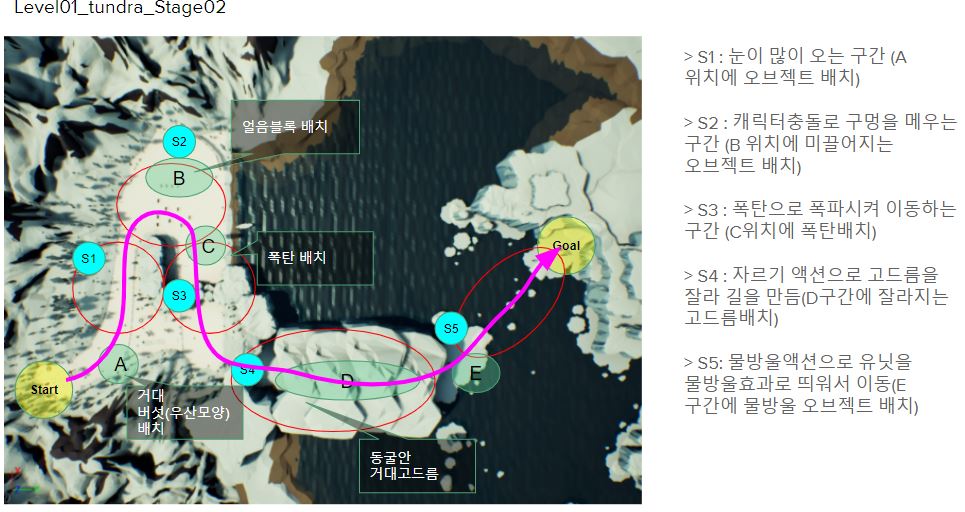 Level01_tundra_Stage02
얼음블록 배치
S2
B
C
폭탄 배치
S1
S3
Goal
S5
S4
A
D
E
Start
거대
버섯(우산모양)
배치
동굴안
거대고드름
> S1 : 눈이 많이 오는 구간 (A
위치에 오브젝트 배치)
> S2 : 캐릭터충돌로 구멍을 메우는
구간 (B 위치에 미끌어지는
오브젝트 배치)
> S3 : 폭탄으로 폭파시켜 이동하는
구간 (C위치에 폭탄배치)
> S4 : 자르기 액션으로 고드름을
잘라 길을 만듬(D구간에 잘라지는
고드름배치)
> S5: 물방울액션으로 유닛을
물방울효과로 띄워서 이동(E
구간에 물방울 오브젝트 배치)